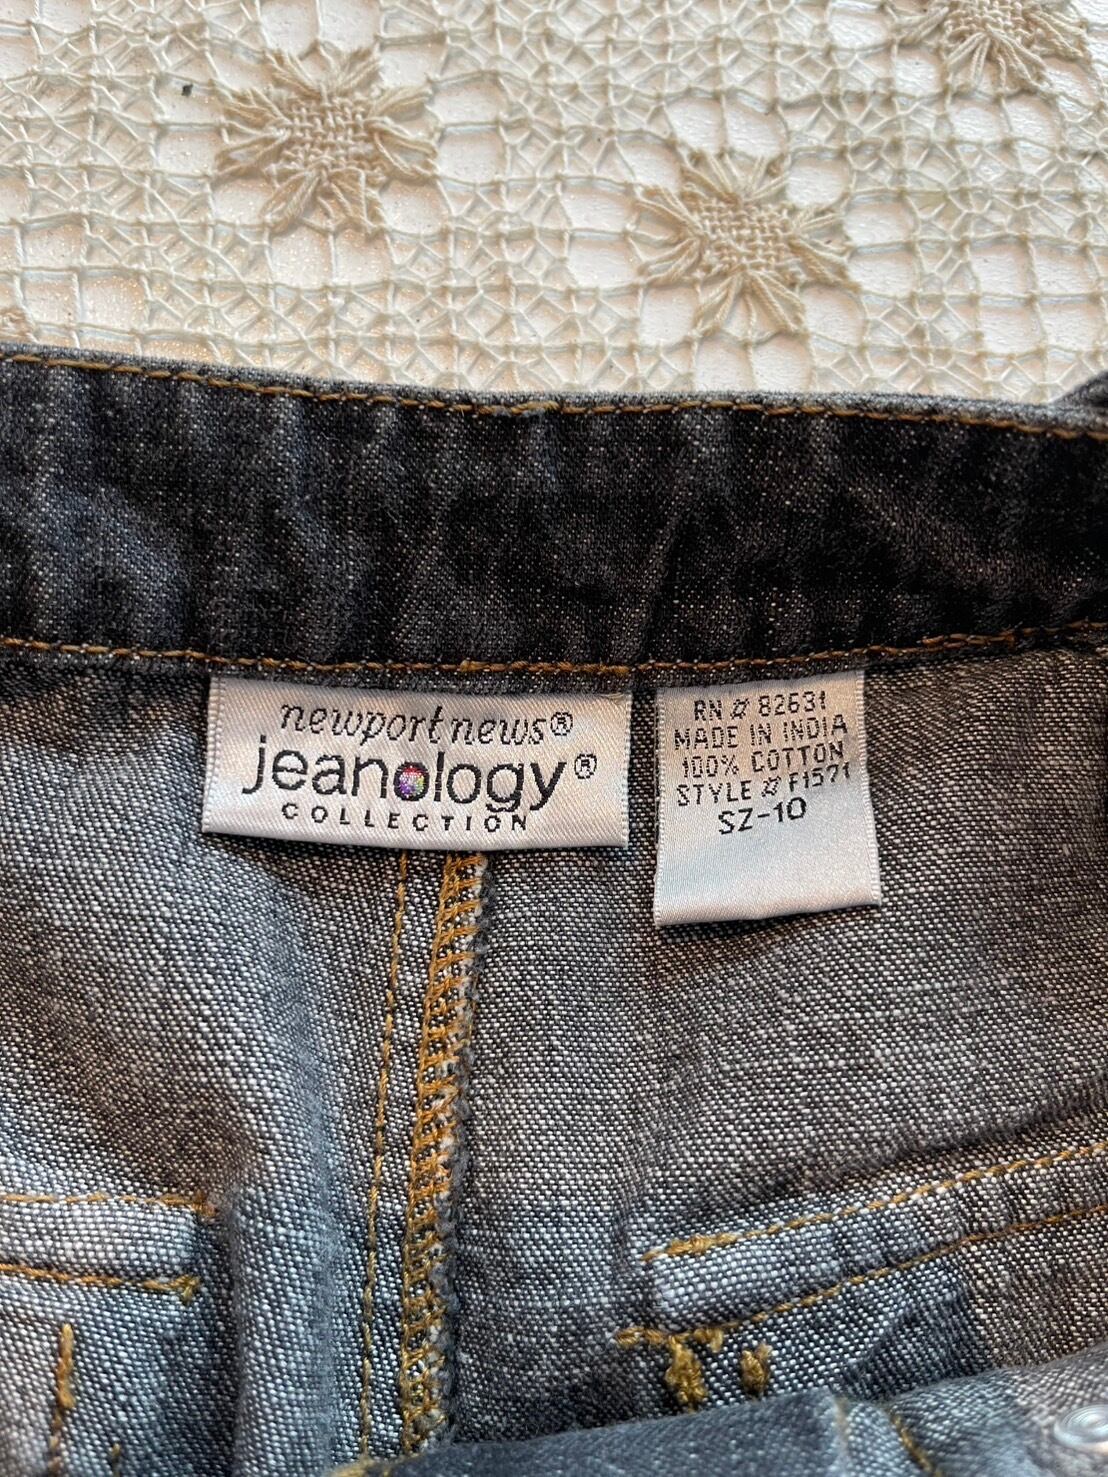 newport news®
jeanology®
COLLECTION
RN # 82631
MADE IN INDIA
100% COTTON
STYLE # F1571
SZ-10